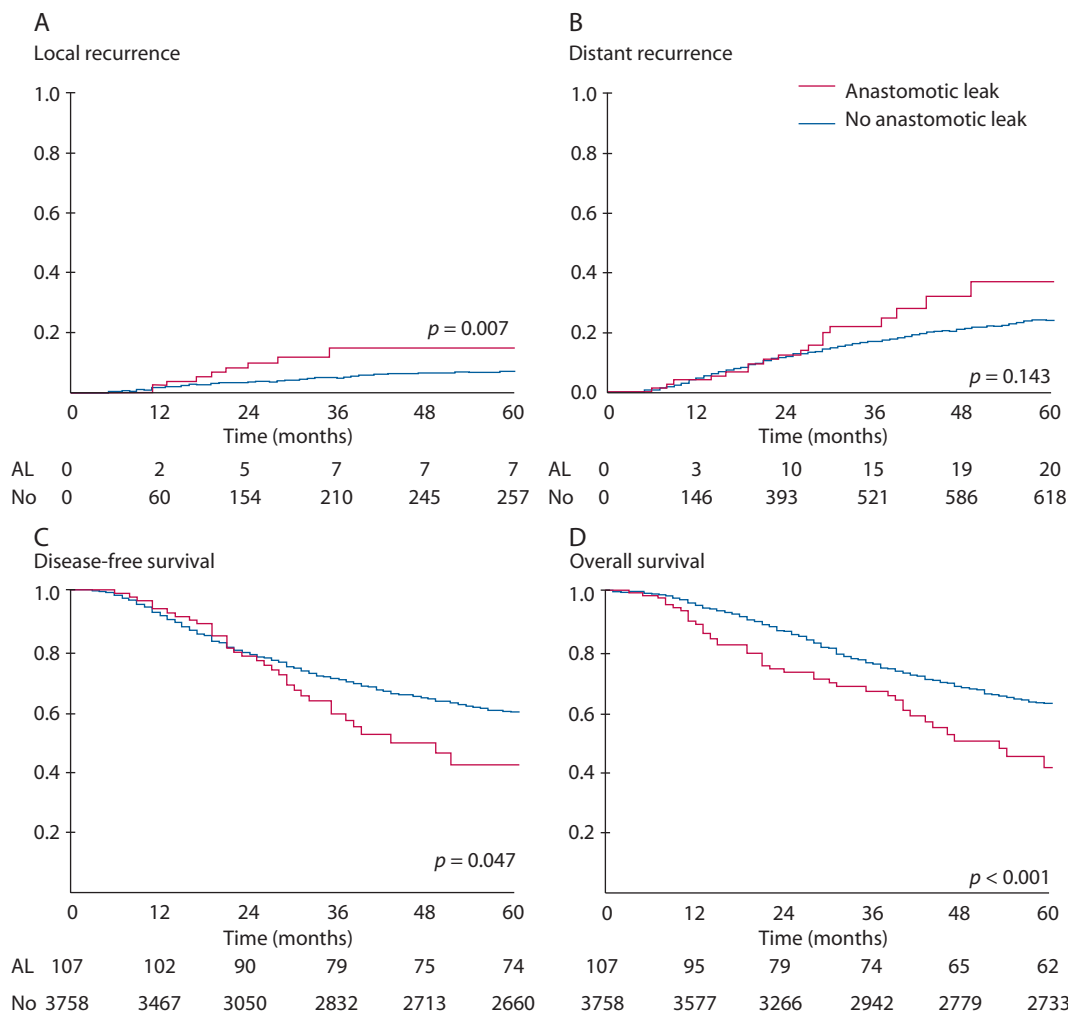 A
Local recurrence
1.0
0.8
0.6
0.4
0.2
p = 0.007
0 12 24 36 48 60
Time (months)
AL 0 2 5 7 7 7
No 0 60 154 210 245 257
B
Distant recurrence
Anastomotic leak
No anastomotic leak
1.0
0.8
0.6
0.4
0.2
0.0
p = 0.143
0 12 24 36 48 60
Time (months)
AL 0 3 10 15 19 20
No 0 146 393 521 586 618
C
Disease-free survival
1.0
0.8
0.6
0.4
0.2
p = 0.047
0 12 24 36 48 60
Time (months)
AL 107 102 90 79 75 74
No 3758 3467 3050 2832 2713 2660
D
Overall survival
1.0
0.8
0.6
0.4
0.2
p < 0.001
0 12 24 36 48 60
Time (months)
107 95 79 74 65 62
3758 3577 3266 2942 2779 2733